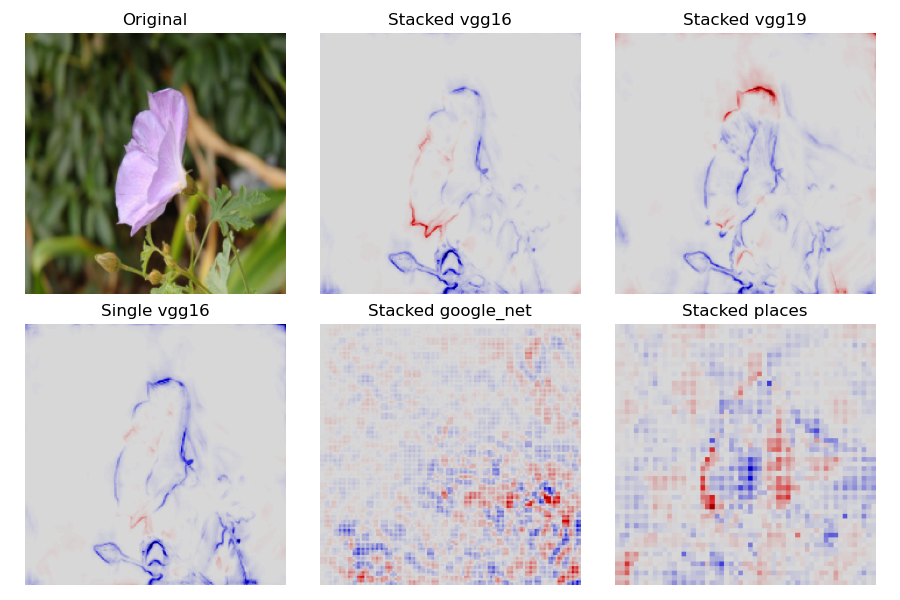 Original
Stacked vgg16
Stacked vgg19
Single vgg16
Stacked google_net
Stacked places